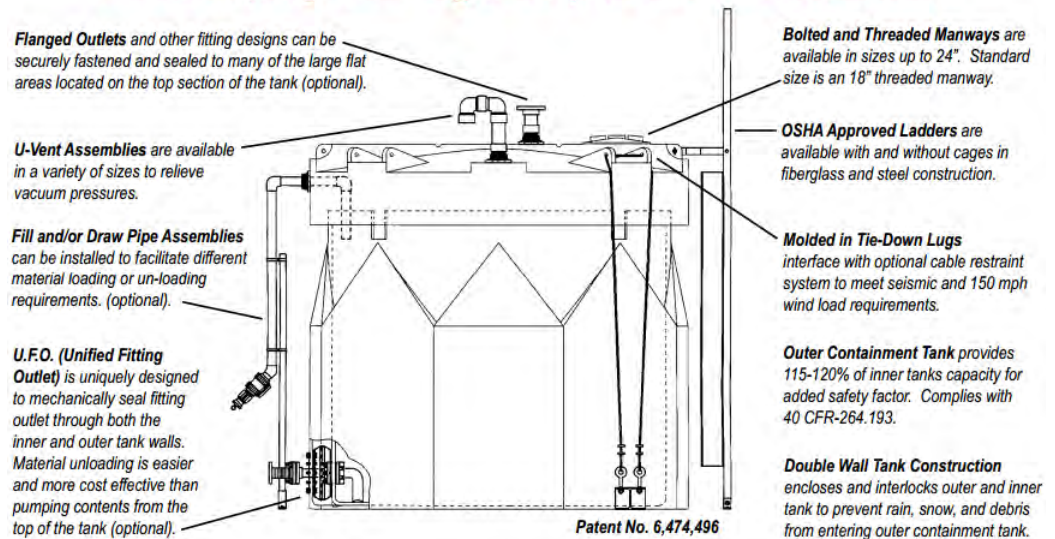 Flanged Outlets and other fitting designs can be
securely fastened and sealed to many of the large flat
areas located on the top section of the tank (optional).
U-Vent Assemblies are available
in a variety of sizes to relieve
vacuum pressures.
Fill and/or Draw Pipe Assemblies
can be installed to facilitate different
material loading or un-loading
requirements. (optional).
U.F.O. (Unified Fitting
Outlet) is uniquely designed
to mechanically seal fitting
outlet through both the
inner and outer tank walls.
Material unloading is easier
and more cost effective than
pumping contents from the
top of the tank (optional).
Patent No. 6,474,496
Bolted and Threaded Manways are
available in sizes up to 24”. Standard
size is an 18” threaded manway.
OSHA Approved Ladders are
available with and without cages in
fiberglass and steel construction.
Molded in Tie-Down Lugs
interface with optional cable restraint
system to meet seismic and 150 mph
wind load requirements.
Outer Containment Tank provides
115-120% of inner tanks capacity for
added safety factor. Complies with
40 CFR-264.193.
Double Wall Tank Construction
encloses and interlocks outer and inner
tank to prevent rain, snow, and debris
from entering outer containment tank.